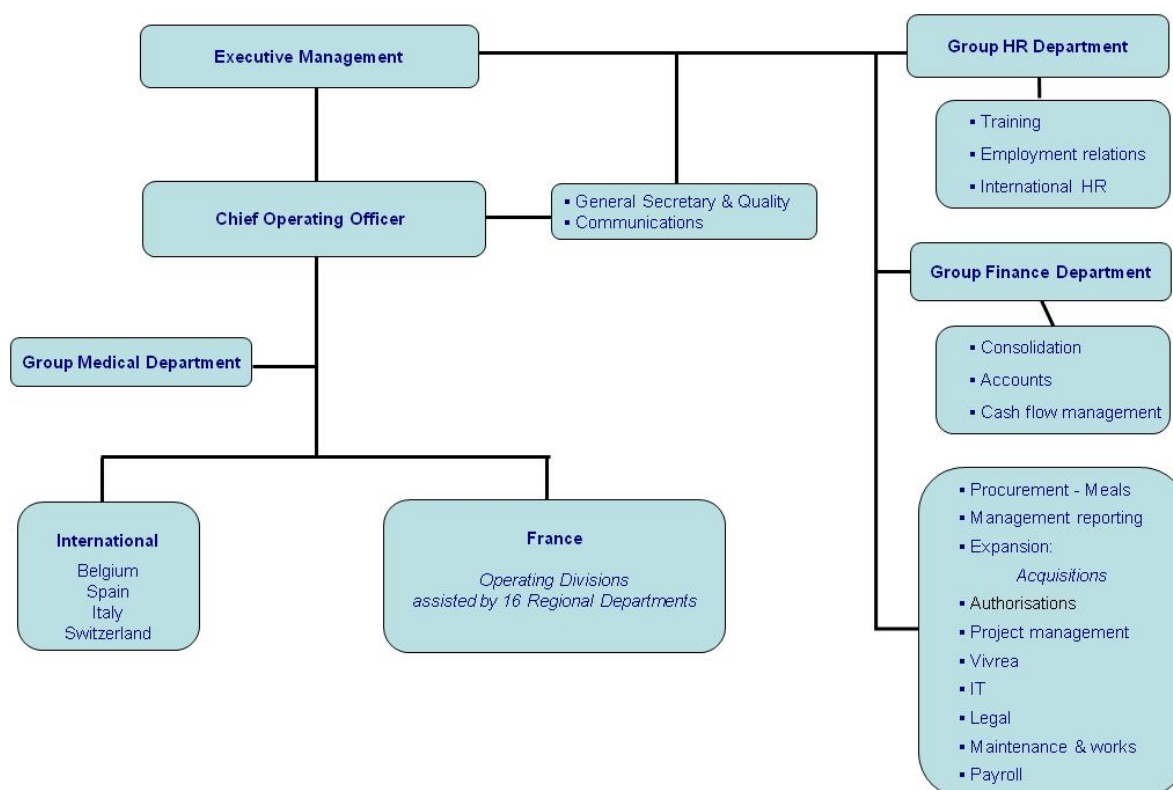 Executive Management
Group HR Department
▪ Training
▪ Employment relations
▪ International HR
Chief Operating Officer
▪ General Secretary & Quality
▪ Communications
Group Finance Department
▪ Consolidation
▪ Accounts
▪ Cash flow management
Group Medical Department
International
Belgium
Spain
Italy
Switzerland
France
Operating Divisions
assisted by 16 Regional Departments
▪ Procurement - Meals
▪ Management reporting
▪ Expansion:
Acquisitions
▪ Authorisations
▪ Project management
▪ Vivrea
▪ IT
▪ Legal
▪ Maintenance & works
▪ Payroll